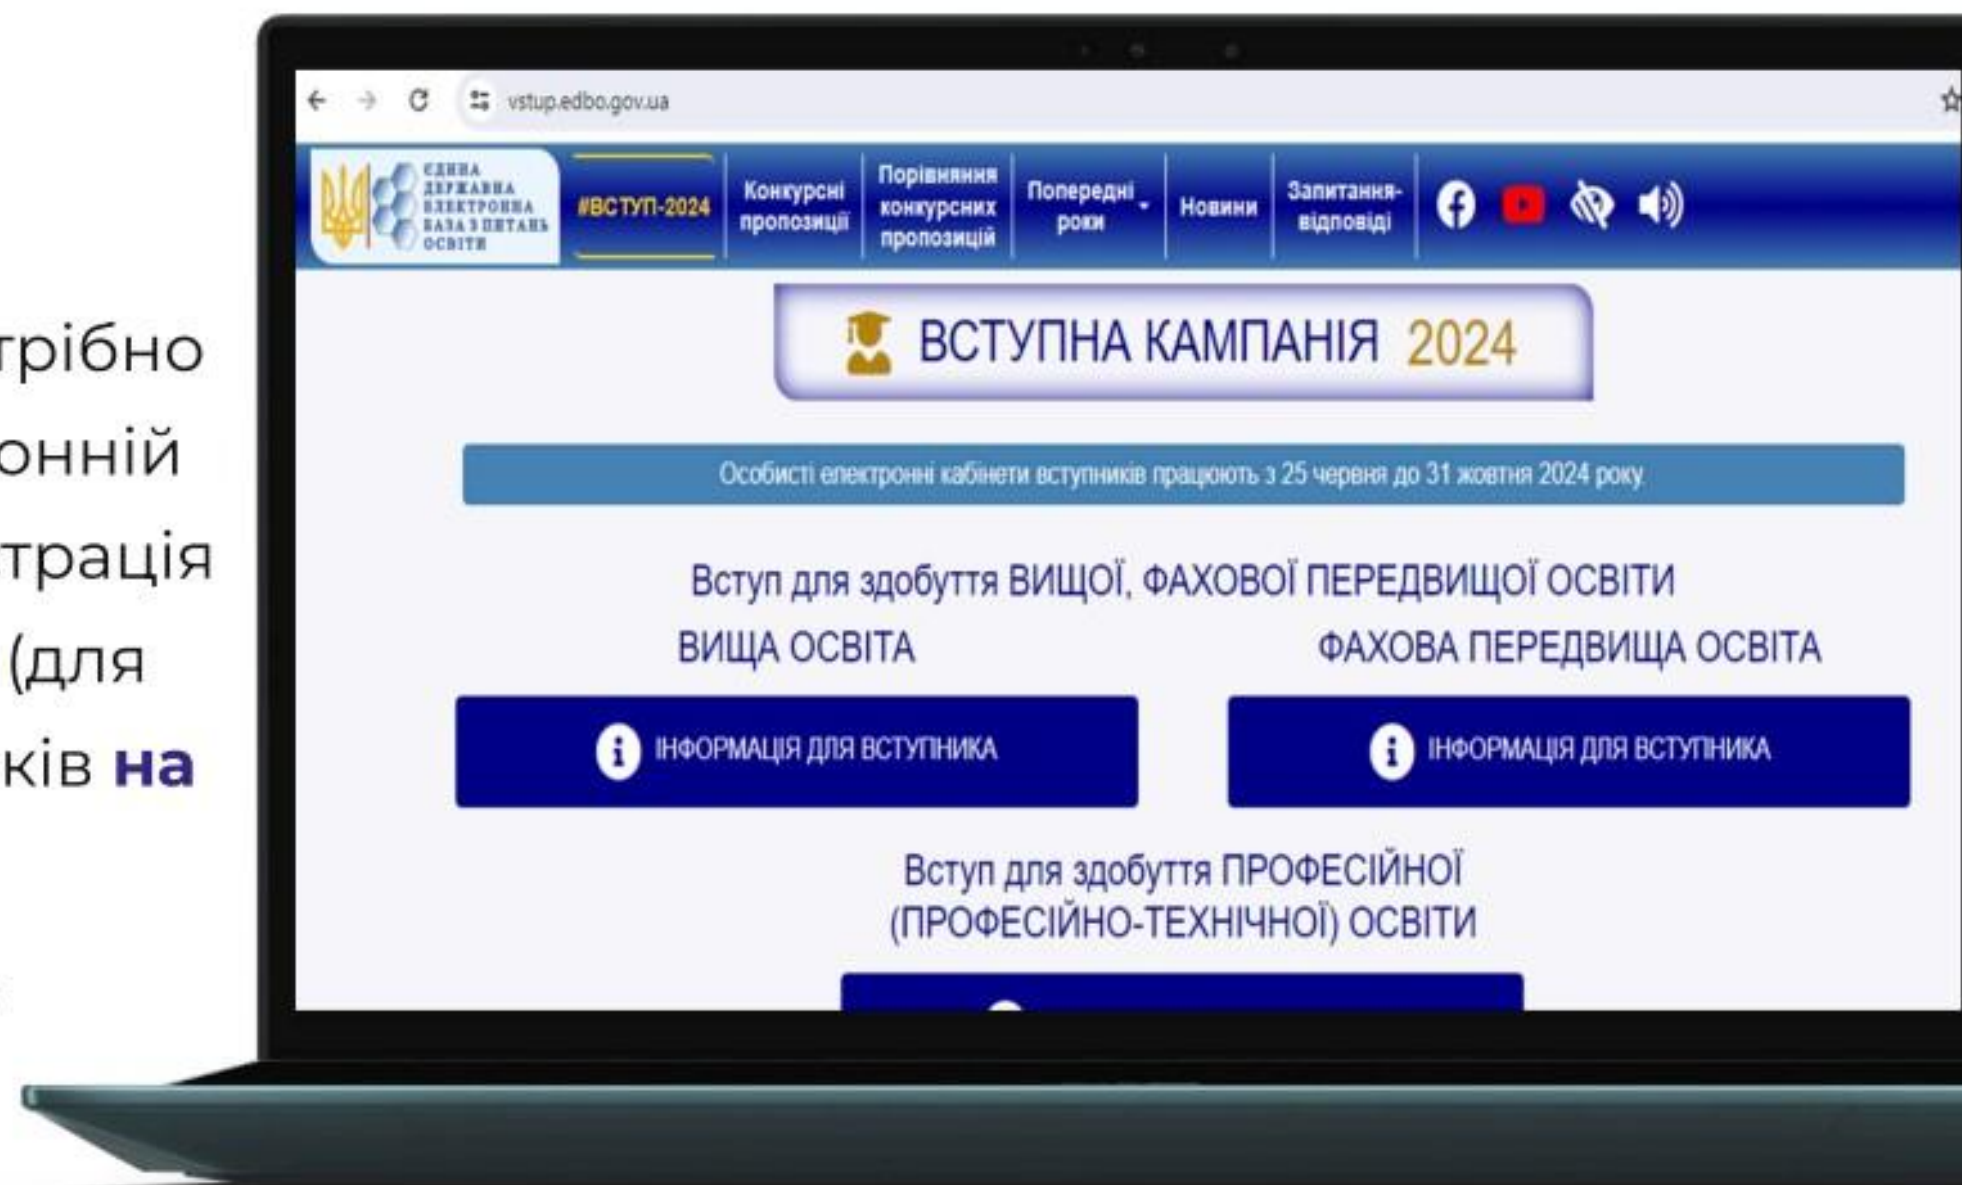 трібно
онній
трація
(для
ків на
vstup.edbo.gov.ua
ЄДИНА
ДЕРЖАВНА
ЕЛЕКТРОННА
БАЗА З ПИТАНЬ
ОСВІТИ
#ВСТУП-2024
Конкурсні
пропозиції
Порівняння
конкурсних
пропозицій
Попередні
роки
Новини
Запитання-
відповіді
ВСТУПНА КАМПАНІЯ 2024
Особисті електронні кабінети вступників працюють з 25 червня до 31 жовтня 2024 року.
Вступ для здобуття ВИЩОЇ, ФАХОВОЇ ПЕРЕДВИЩОЇ ОСВІТИ
ВИЩА ОСВІТА
ФАХОВА ПЕРЕДВИЩА ОСВІТА
ІНФОРМАЦІЯ ДЛЯ ВСТУПНИКА
ІНФОРМАЦІЯ ДЛЯ ВСТУПНИКА
Вступ для здобуття ПРОФЕСІЙНОЇ
(ПРОФЕСІЙНО-ТЕХНІЧНОЇ) ОСВІТИ